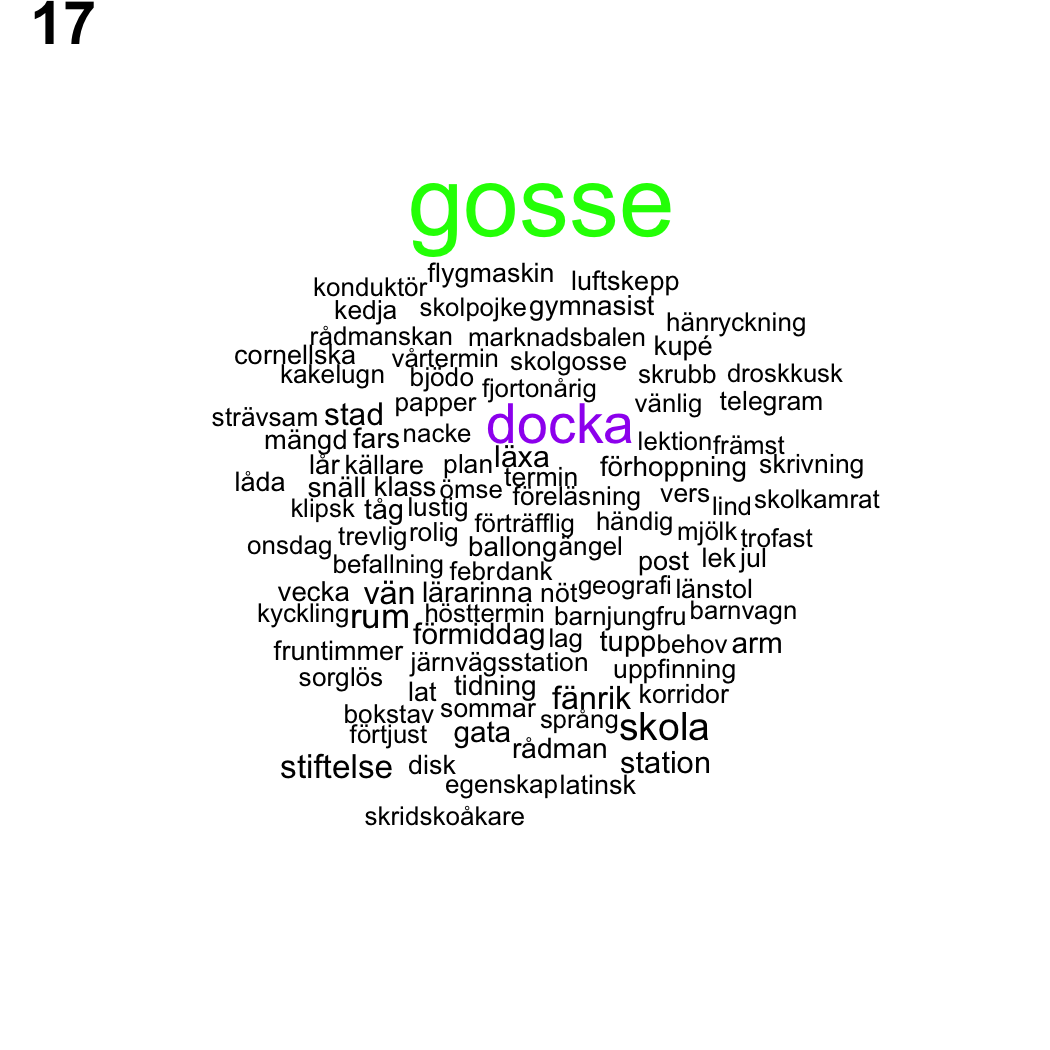 17
gosse
flygmaskin luftskepp
konduktör
kedja skolpojke gymnasist
hänryckning
rådmanskan marknadsbalen kupé
cornellska vårtermin skolgosse
kakelugn björdo skrubb droskkusk
fjortonårig
papper vänlig telegram
strävsam stad docka
mängd fars nacke lektion främst
lår källare plan läxa förhoppning skrivning
låda snäll klass ömse termin
föreläsning vers lind skolkamrat
klipsk tåg lustig
förträfflig händig mjölk trofast
onsdag trevlig rolig ballong ängel
befallning post lek jul
febr dank
vecka vän lärarinna nöt geografi länstol
kyckling rum hösttermin barnjungfru barnvagn
förmiddag lag tupp behov arm
fruntimmer järnvägsstation uppfinning
sorglös lat tidning fänrik korridor
bokstav sommar språng skola
förtjust gata rådman
stiftelse disk station
egenskap latinsk
skridskoåkare